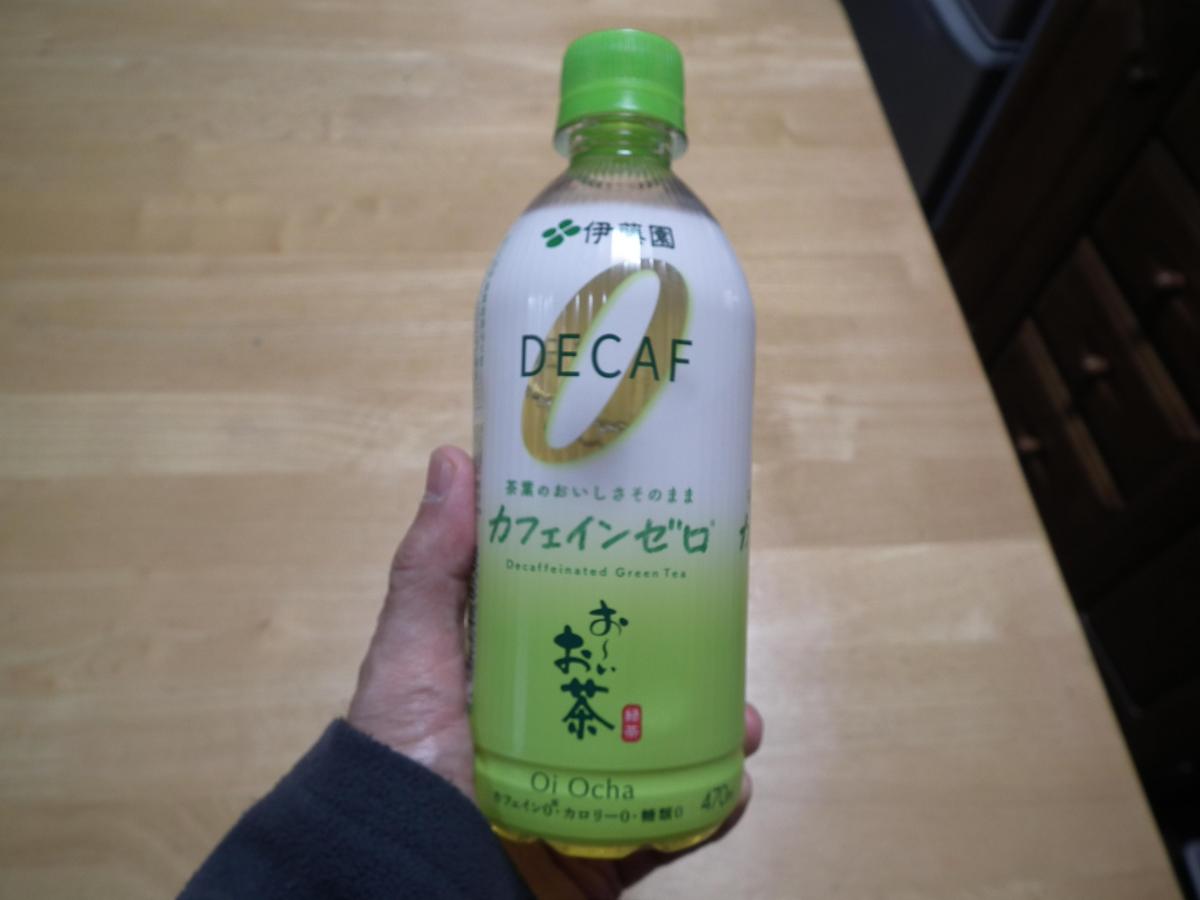 伊藤園
0
DECAF
茶葉のおいしさそのまま
カフェインゼロ
Decaffeinated Green Tea
お～い
お茶
緑茶
Oi Ocha
カフェイン0※・カロリー0・糖類0
470